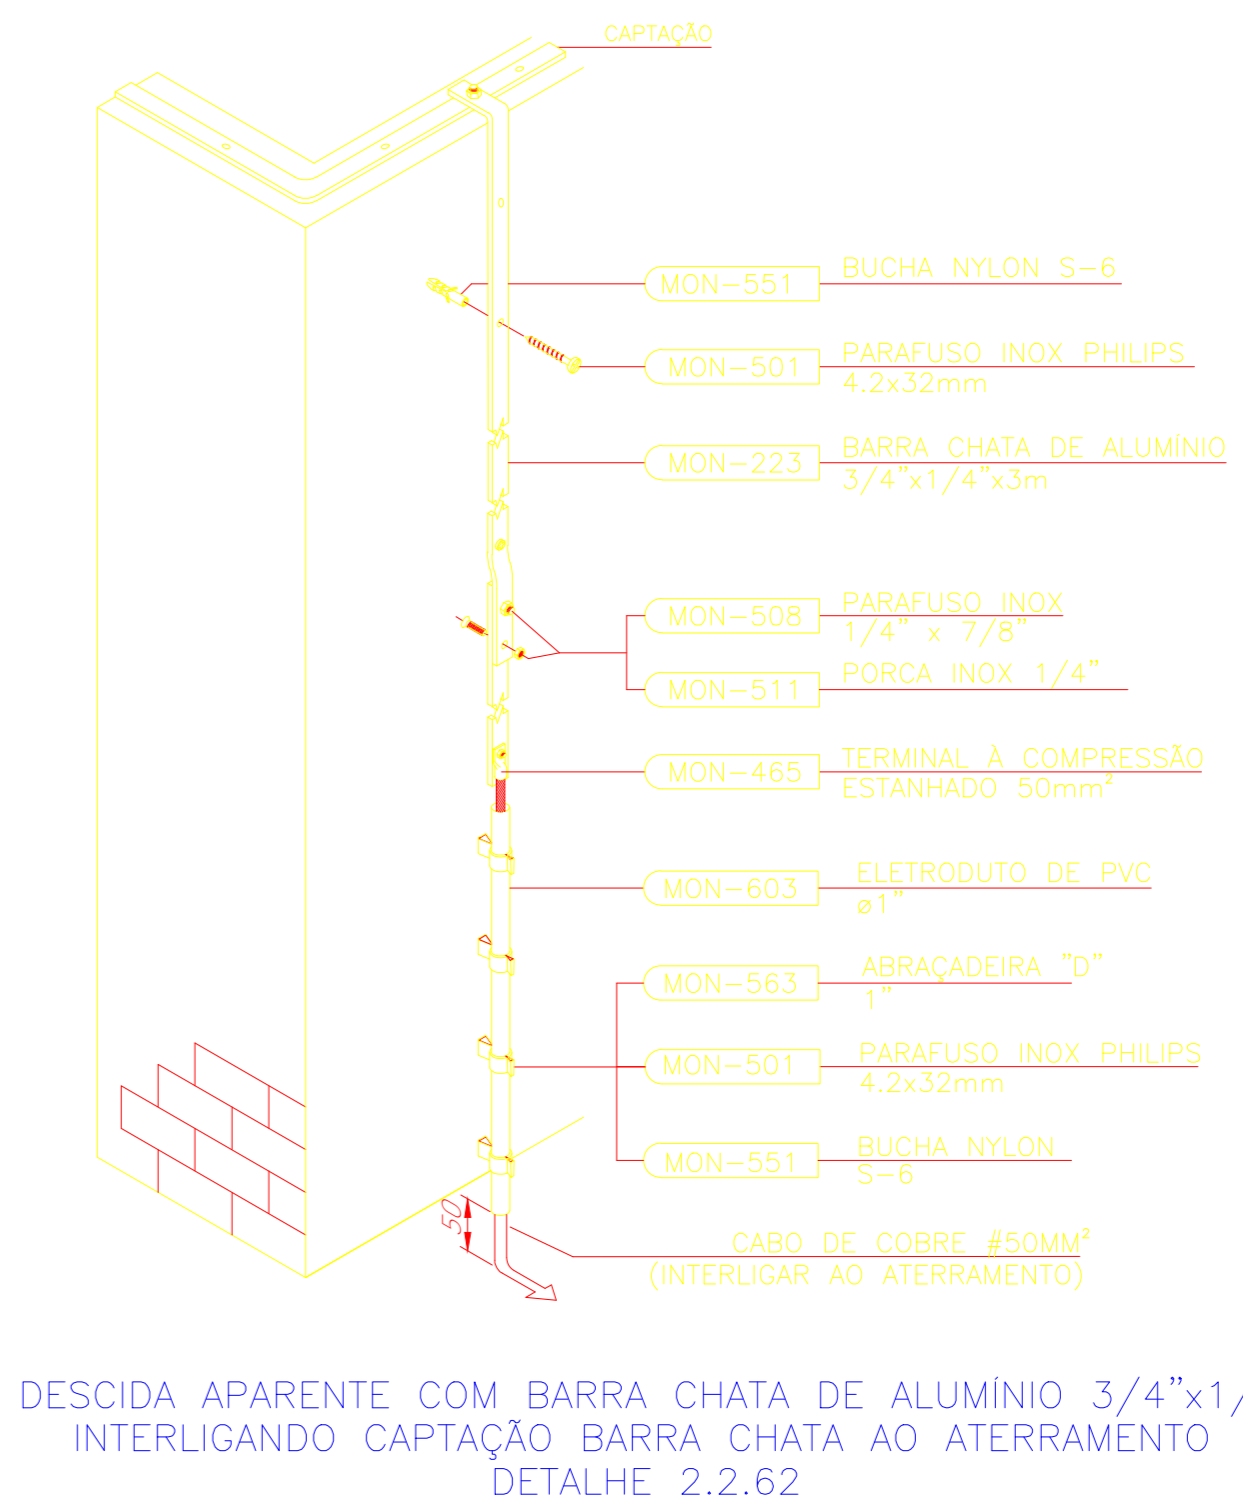 CAPTAÇÃO
MON-551 BUCHA NYLON S-6
MON-501 PARAFUSO INOX PHILIPS
4.2x32mm
MON-223 BARRA CHATA DE ALUMÍNIO
3/4"x1/4"x3m
MON-508 PARAFUSO INOX
1/4" x 7/8"
MON-511 PORCA INOX 1/4"
MON-465 TERMINAL À COMPRESSÃO
ESTANHADO 50mm²
MON-603 ELETRODUTO DE PVC
ø1"
MON-563 ABRAÇADEIRA "D"
1"
MON-501 PARAFUSO INOX PHILIPS
4.2x32mm
MON-551 BUCHA NYLON
S-6
50
CABO DE COBRE #50MM²
(INTERLIGAR AO ATERRAMENTO)
DESCIDA APARENTE COM BARRA CHATA DE ALUMÍNIO 3/4"x1/
INTERLIGANDO CAPTAÇÃO BARRA CHATA AO ATERRAMENTO
DETALHE 2.2.62